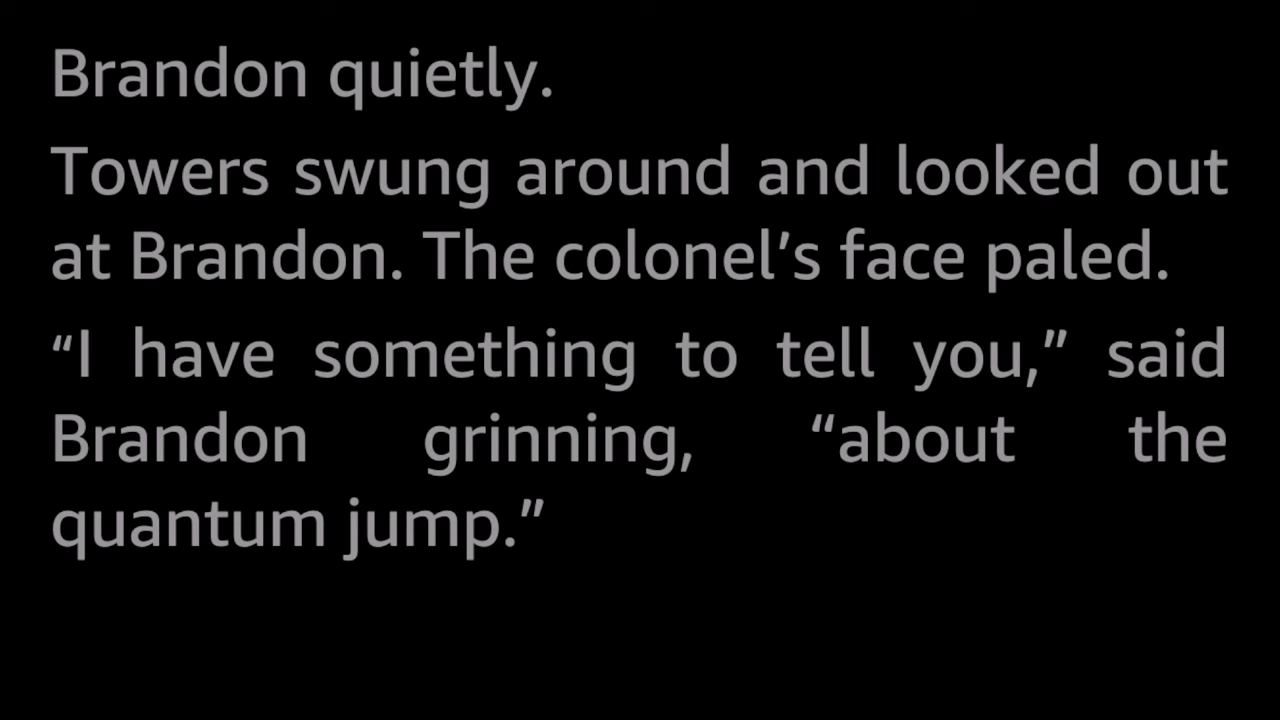 Brandon quietly.
Towers swung around and looked out
at Brandon. The colonel’s face paled.
“I have something to tell you,” said
Brandon grinning, “about the
quantum jump.”